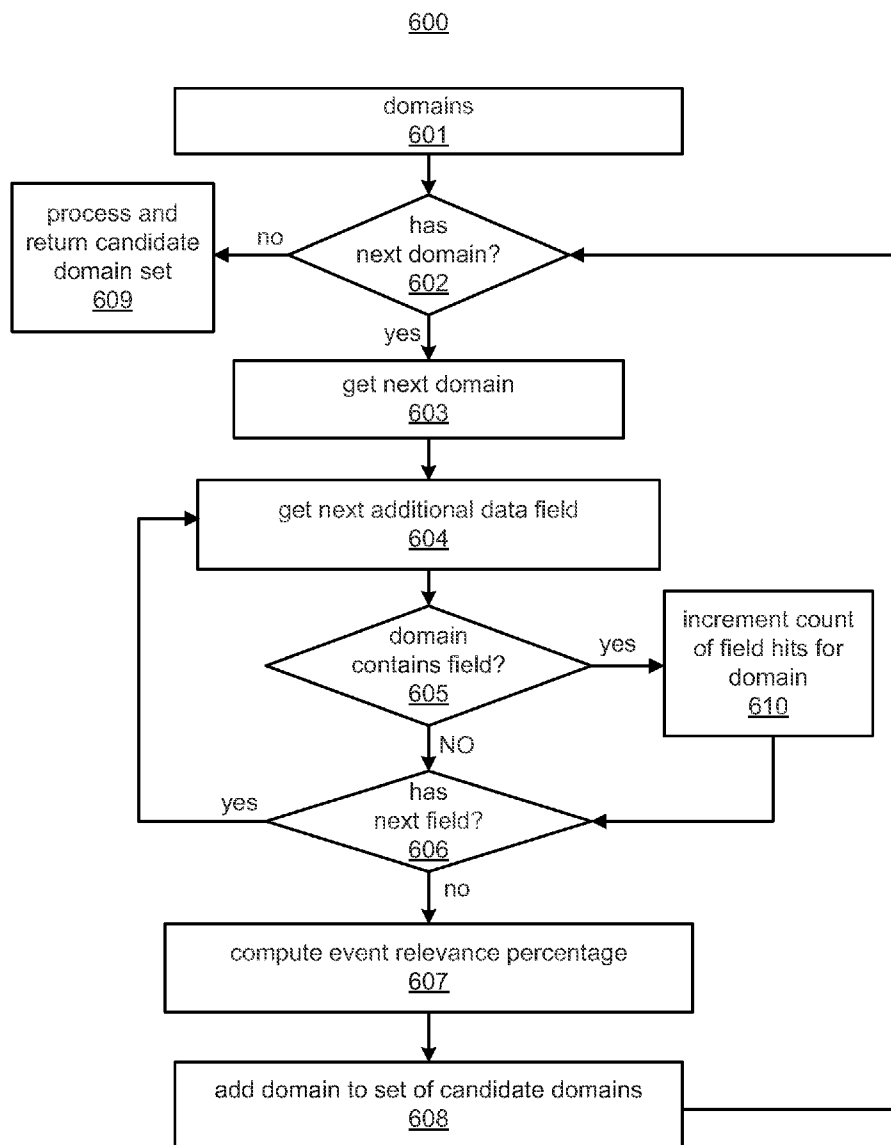 600
domains
601
has
next domain?
602
no
process and
return candidate
domain set
609
yes
get next domain
603
get next additional data field
604
domain
contains field?
605
yes
increment count
of field hits for
domain
610
NO
has
next field?
606
yes
no
compute event relevance percentage
607
add domain to set of candidate domains
608